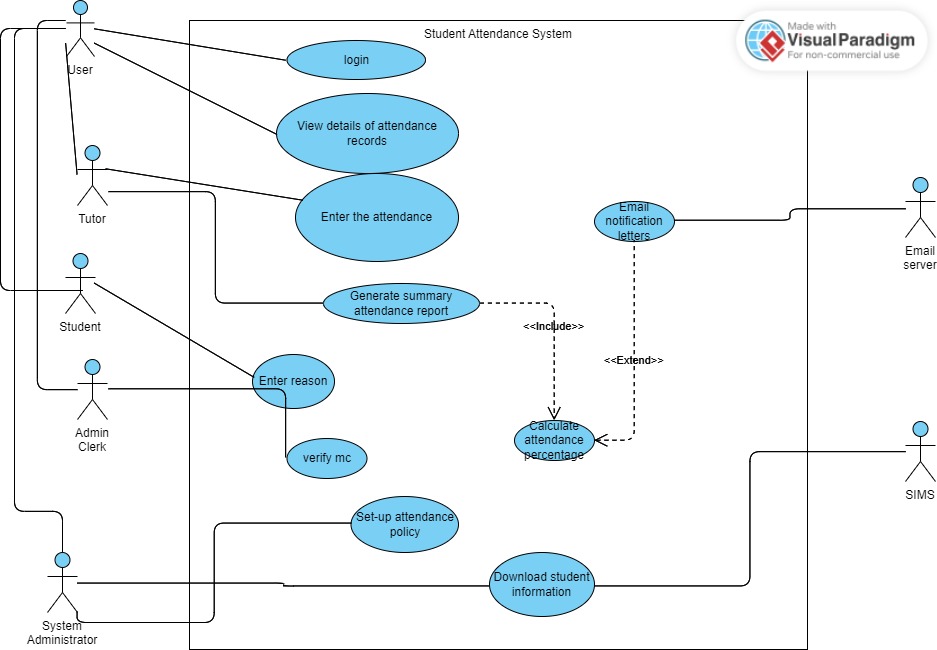 Student Attendance System
Made with
VisualParadigm
For non-commercial use
User
login
View details of attendance
records
Tutor
Enter the attendance
Email
notification
letters
Email
server
Student
Generate summary
attendance report
<<Include>>
<<Extend>>
Enter reason
Admin
Clerk
Calculate
attendance
percentage
verify mc
SIMS
Set-up attendance
policy
Download student
information
System
Administrator